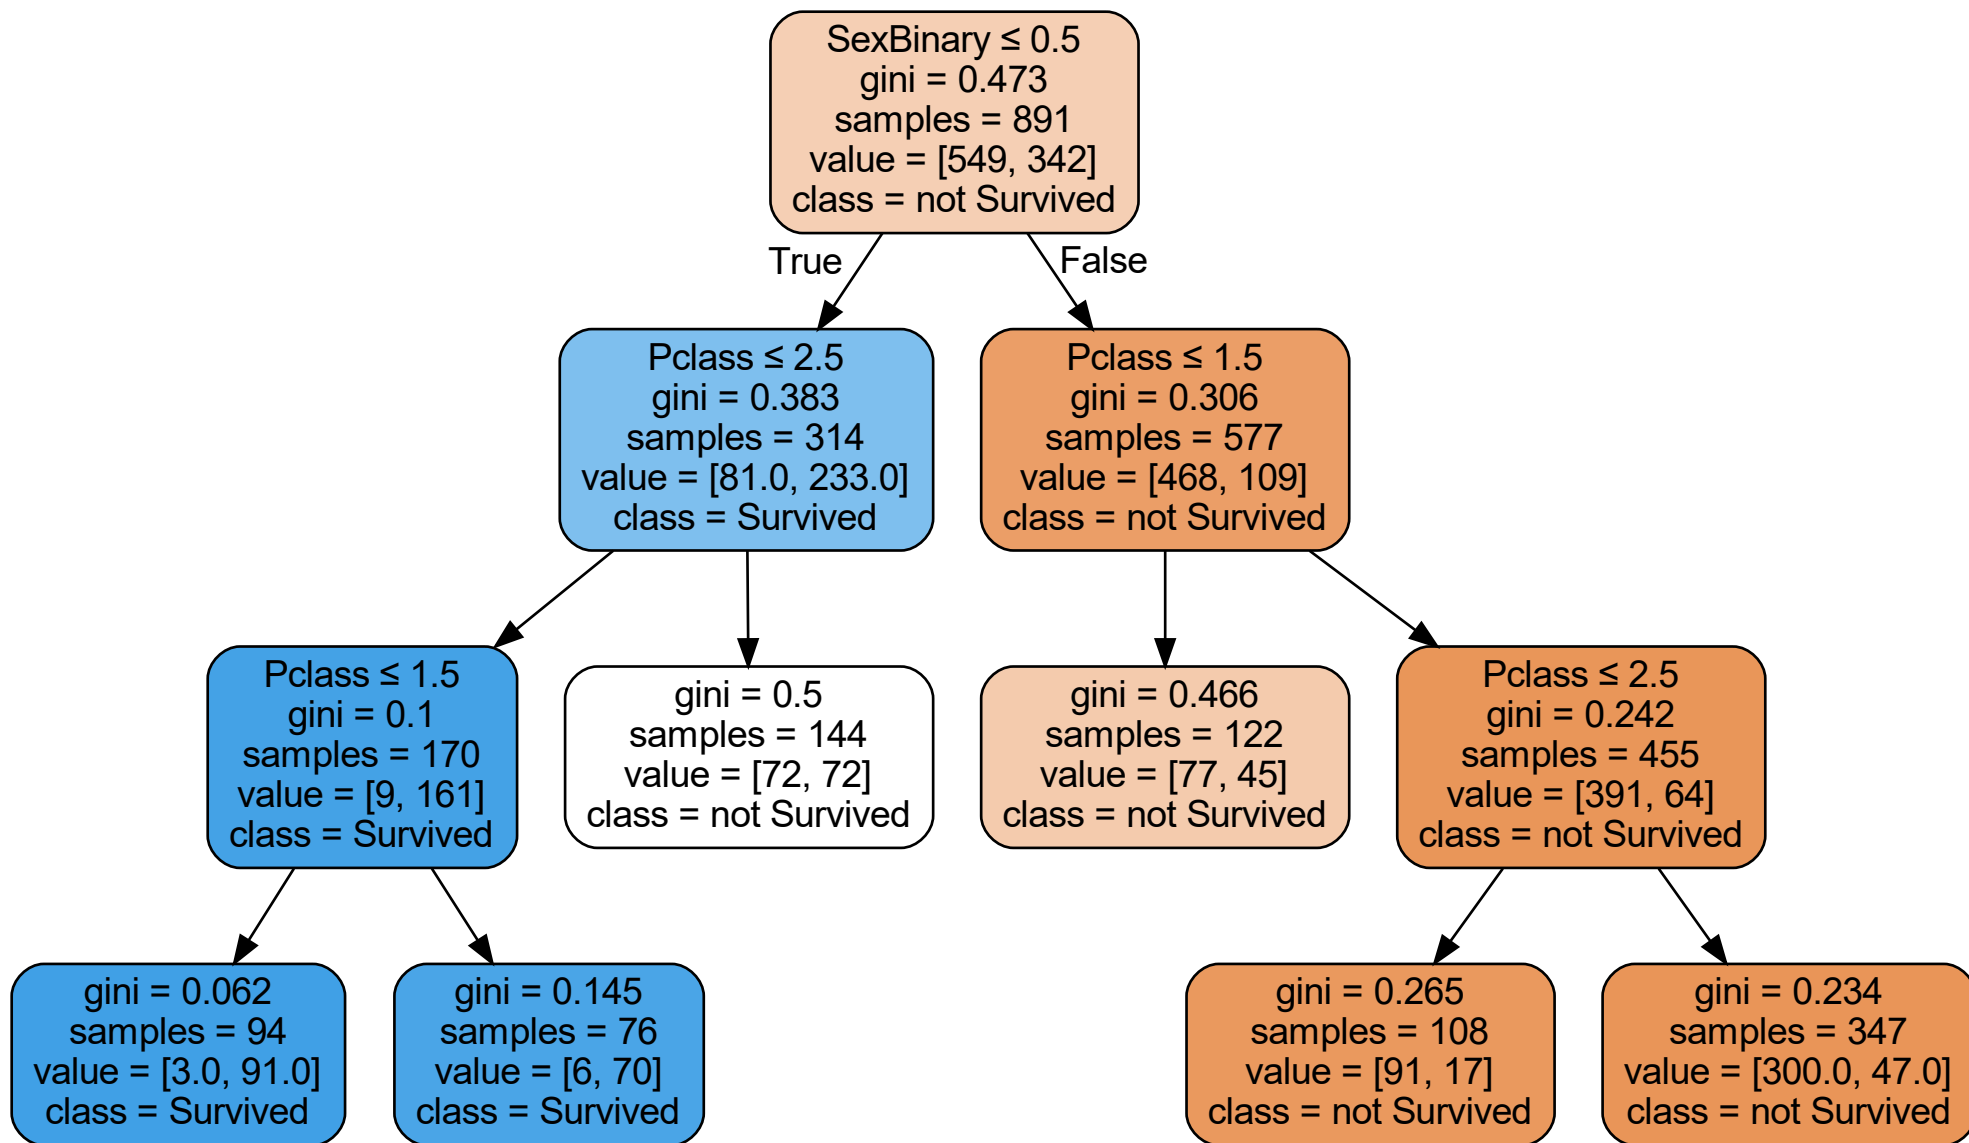 SexBinary ≤ 0.5
gini = 0.473
samples = 891
value = [549, 342]
class = not Survived
True
False
Pclass ≤ 2.5
gini = 0.383
samples = 314
value = [81.0, 233.0]
class = Survived
Pclass ≤ 1.5
gini = 0.306
samples = 577
value = [468, 109]
class = not Survived
Pclass ≤ 1.5
gini = 0.1
samples = 170
value = [9, 161]
class = Survived
gini = 0.5
samples = 144
value = [72, 72]
class = not Survived
gini = 0.466
samples = 122
value = [77, 45]
class = not Survived
Pclass ≤ 2.5
gini = 0.242
samples = 455
value = [391, 64]
class = not Survived
gini = 0.062
samples = 94
value = [3.0, 91.0]
class = Survived
gini = 0.145
samples = 76
value = [6, 70]
class = Survived
gini = 0.265
samples = 108
value = [91, 17]
class = not Survived
gini = 0.234
samples = 347
value = [300.0, 47.0]
class = not Survived